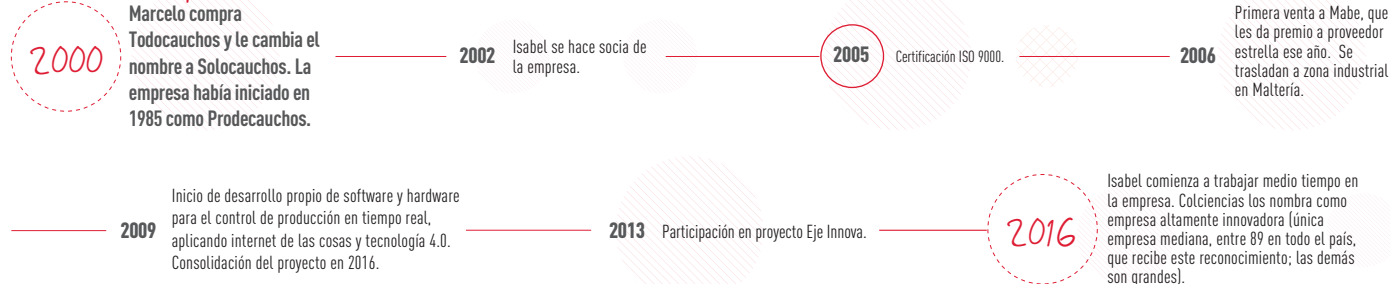 2000
Marcelo compra
Todocauchos y le cambia el
nombre a Solocauchos. La
empresa había iniciado en
1985 como Prodecauchos.
2002
Isabel se hace socia de
la empresa.
2005
Certificación ISO 9000.
2006
Primera venta a Mabe, que
les da premio a proveedor
estrella ese año. Se
trasladan a zona industrial
en Maltería.
2009
Inicio de desarrollo propio de software y hardware
para el control de producción en tiempo real,
aplicando internet de las cosas y tecnología 4.0.
Consolidación del proyecto en 2016.
2013
Participación en proyecto Eje Innova.
2016
Isabel comienza a trabajar medio tiempo en
la empresa. Colciencias los nombra como
empresa altamente innovadora (única
empresa mediana, entre 89 en todo el país,
que recibe este reconocimiento; las demás
son grandes).